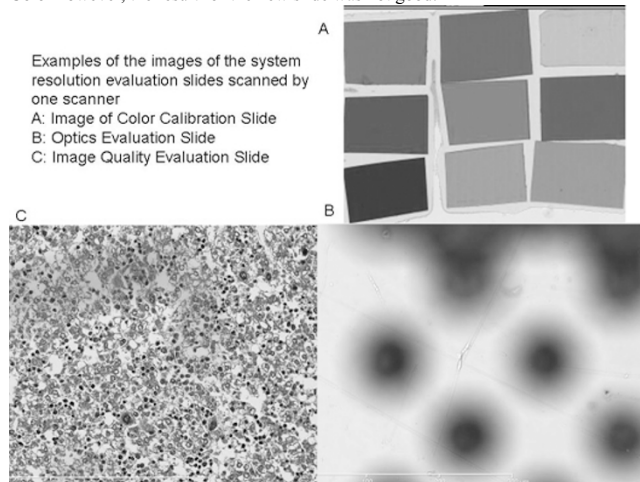 A
Examples of the images of the system
resolution evaluation slides scanned by
one scanner
A: Image of Color Calibration Slide
B: Optics Evaluation Slide
C: Image Quality Evaluation Slide
C
B